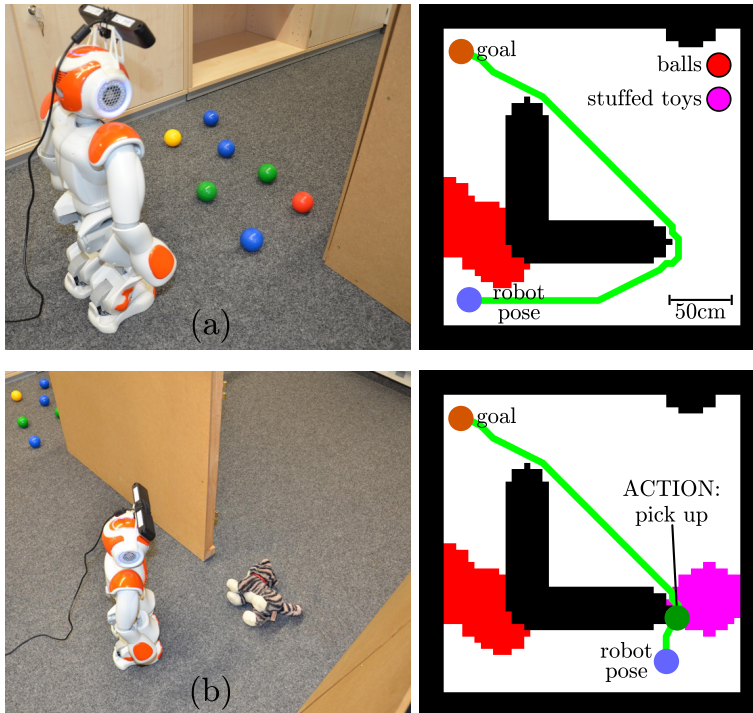 goal
balls
stuffed toys
robot
pose
50cm
(a)
goal
ACTION:
pick up
robot
pose
(b)